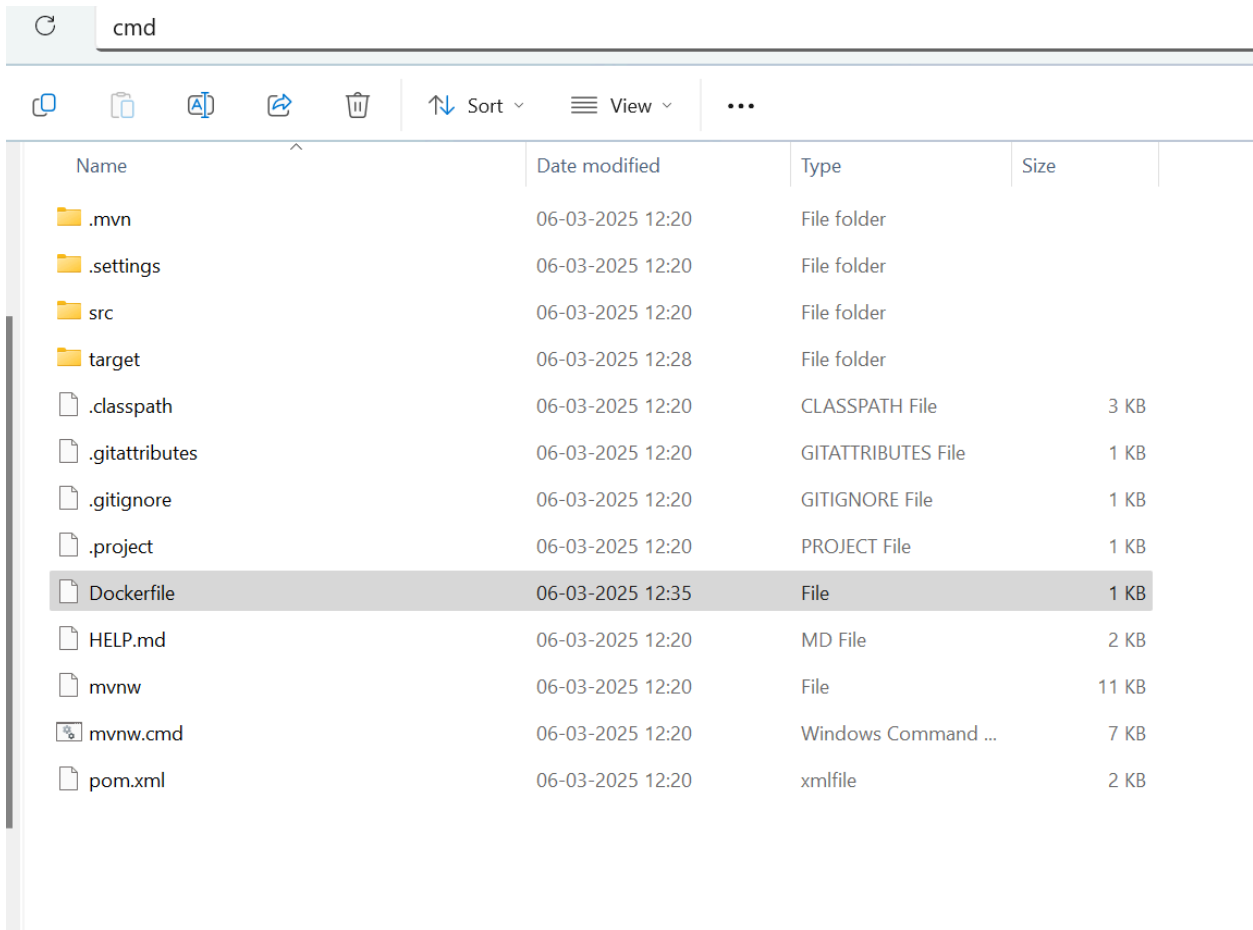 cmd
Sort View
Name Date modified Type Size
.mvn 06-03-2025 12:20 File folder
.settings 06-03-2025 12:20 File folder
src 06-03-2025 12:20 File folder
target 06-03-2025 12:28 File folder
.classpath 06-03-2025 12:20 CLASSPATH File 3 KB
.gitattributes 06-03-2025 12:20 GITATTRIBUTES File 1 KB
.gitignore 06-03-2025 12:20 GITIGNORE File 1 KB
.project 06-03-2025 12:20 PROJECT File 1 KB
Dockerfile 06-03-2025 12:35 File 1 KB
HELP.md 06-03-2025 12:20 MD File 2 KB
mvnw 06-03-2025 12:20 File 11 KB
mvnw.cmd 06-03-2025 12:20 Windows Command ... 7 KB
pom.xml 06-03-2025 12:20 xmlfile 2 KB